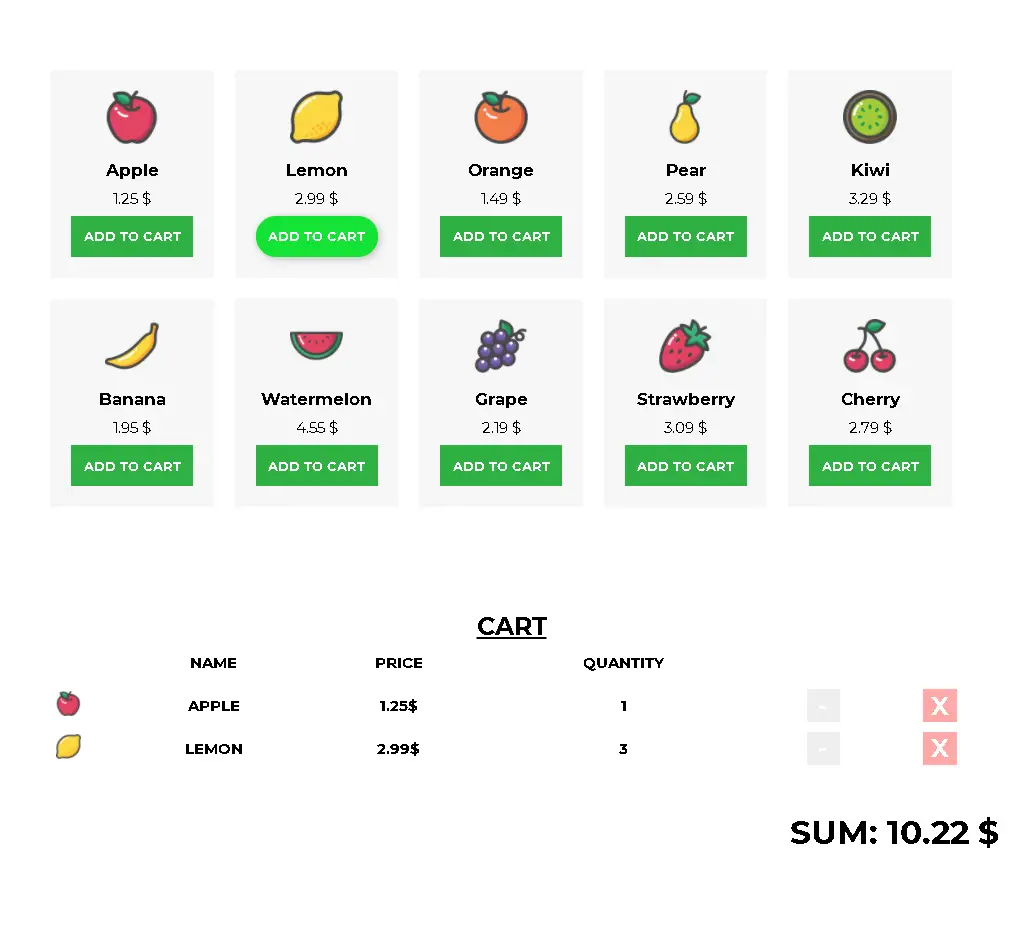 Apple Lemon Orange Pear Kiwi
1.25 $ 2.99 $ 1.49 $ 2.59 $ 3.29 $
ADD TO CART ADD TO CART ADD TO CART ADD TO CART ADD TO CART
Banana Watermelon Grape Strawberry Cherry
1.95 $ 4.55 $ 2.19 $ 3.09 $ 2.79 $
ADD TO CART ADD TO CART ADD TO CART ADD TO CART ADD TO CART
CART
NAME PRICE QUANTITY
APPLE 1.25$ 1 - X
LEMON 2.99$ 3 - X
SUM: 10.22 $